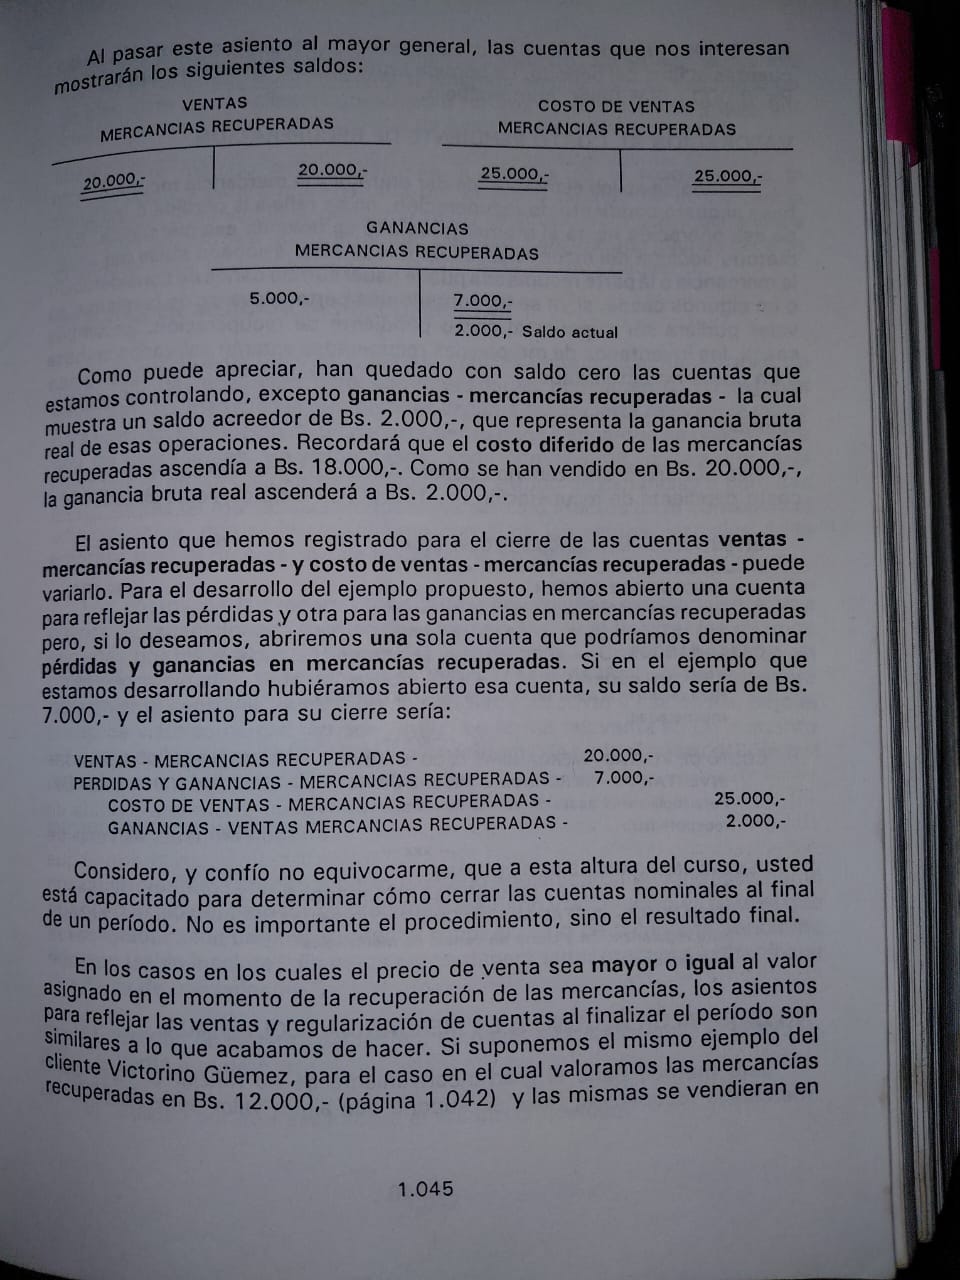 Al pasar este asiento al mayor general, las cuentas que nos interesan
mostrarán los siguientes saldos:
VENTAS
MERCANCIAS RECUPERADAS
20.000,- 20.000,-
COSTO DE VENTAS
MERCANCIAS RECUPERADAS
25.000,- 25.000,-
GANANCIAS
MERCANCIAS RECUPERADAS
5.000,- 7.000,-
2.000,- Saldo actual
Como puede apreciar, han quedado con saldo cero las cuentas que
estamos controlando, excepto ganancias - mercancías recuperadas - la cual
muestra un saldo acreedor de Bs. 2.000,-, que representa la ganancia bruta
real de esas operaciones. Recordará que el costo diferido de las mercancías
recuperadas ascendía a Bs. 18.000,-. Como se han vendido en Bs. 20.000,-,
la ganancia bruta real ascenderá a Bs. 2.000,-.
El asiento que hemos registrado para el cierre de las cuentas ventas -
mercancías recuperadas - y costo de ventas - mercancías recuperadas - puede
variarlo. Para el desarrollo del ejemplo propuesto, hemos abierto una cuenta
para reflejar las pérdidas y otra para las ganancias en mercancías recuperadas
pero, si lo deseamos, abriremos una sola cuenta que podríamos denominar
pérdidas y ganancias en mercancías recuperadas. Si en el ejemplo que
estamos desarrollando hubiéramos abierto esa cuenta, su saldo sería de Bs.
7.000,- y el asiento para su cierre sería:
VENTAS - MERCANCIAS RECUPERADAS - 20.000,-
PERDIDAS Y GANANCIAS - MERCANCIAS RECUPERADAS - 7.000,-
COSTO DE VENTAS - MERCANCIAS RECUPERADAS - 25.000,-
GANANCIAS - VENTAS MERCANCIAS RECUPERADAS - 2.000,-
Considero, y confío no equivocarme, que a esta altura del curso, usted
está capacitado para determinar cómo cerrar las cuentas nominales al final
de un período. No es importante el procedimiento, sino el resultado final.
En los casos en los cuales el precio de venta sea mayor o igual al valor
asignado en el momento de la recuperación de las mercancías, los asientos
para reflejar las ventas y regularización de cuentas al finalizar el período son
similares a lo que acabamos de hacer. Si suponemos el mismo ejemplo del
cliente Victorino Güemez, para el caso en el cual valoramos las mercancías
recuperadas en Bs. 12.000,- (página 1.042) y las mismas se vendieran en
1.045